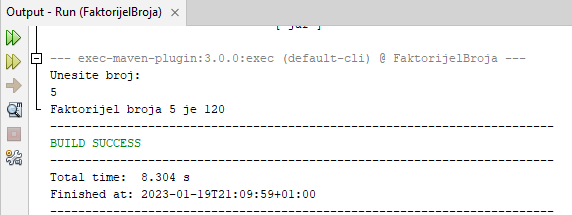 Output - Run (FaktorijelBroja) ×
[ jar ]
--- exec-maven-plugin:3.0.0:exec (default-cli) @ FaktorijelBroja ---
Unesite broj:
5
Faktorijel broja 5 je 120
------------------------------------------------------------------------
BUILD SUCCESS
------------------------------------------------------------------------
Total time:  8.304 s
Finished at: 2023-01-19T21:09:59+01:00
------------------------------------------------------------------------